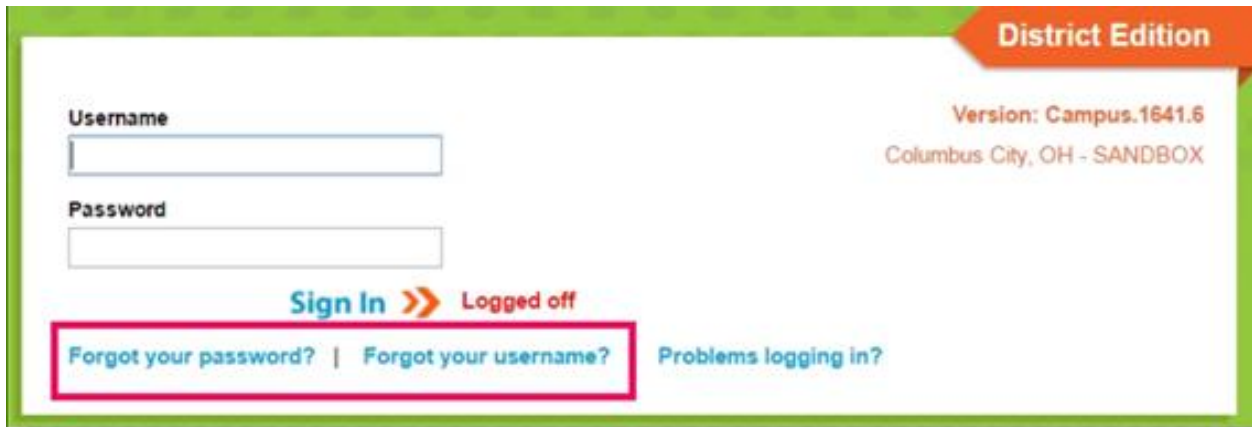 District Edition
Version: Campus.1641.6
Columbus City, OH - SANDBOX
Username
Password
Sign In Logged off
Forgot your password? | Forgot your username? Problems logging in?